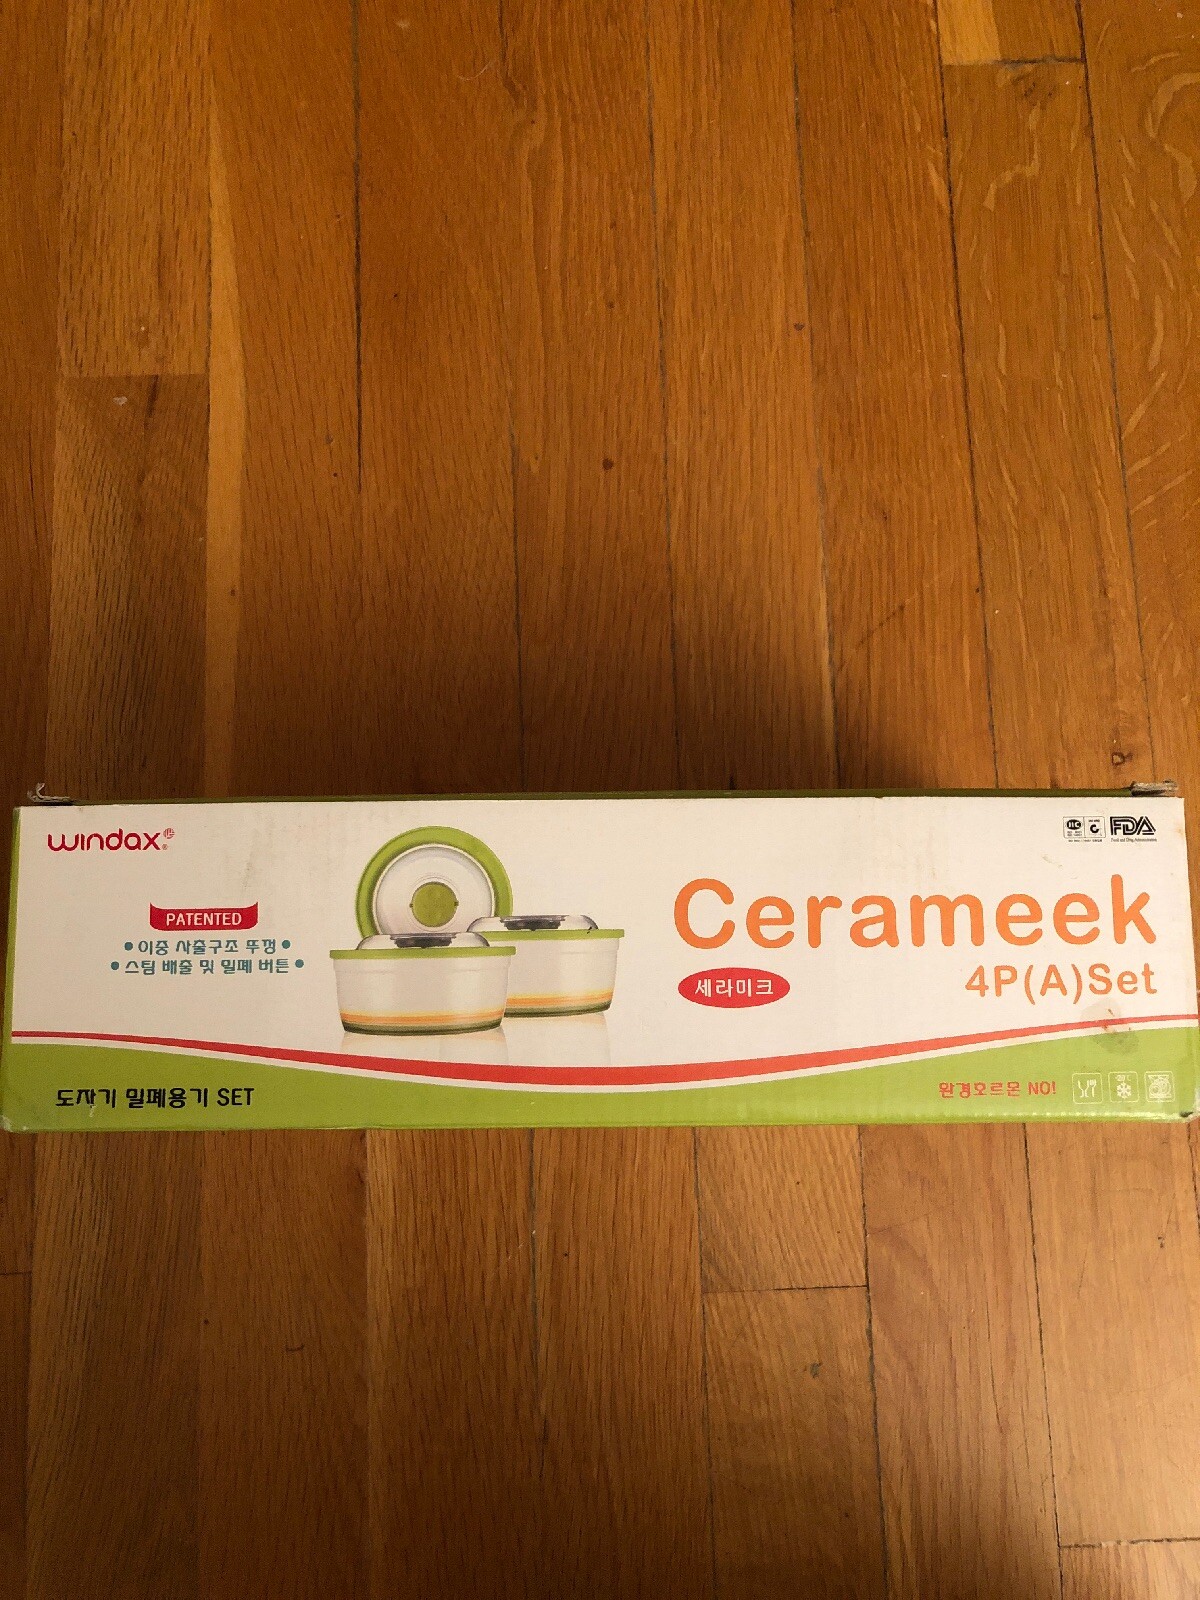 windax
FDA
PATENTED
• 이중 사출구조 뚜껑 •
• 스팀 배출 및 밀폐 버튼 •
Cerameek
세라미크
4P(A)Set
도자기 밀폐용기 SET
환경호르몬 NO!